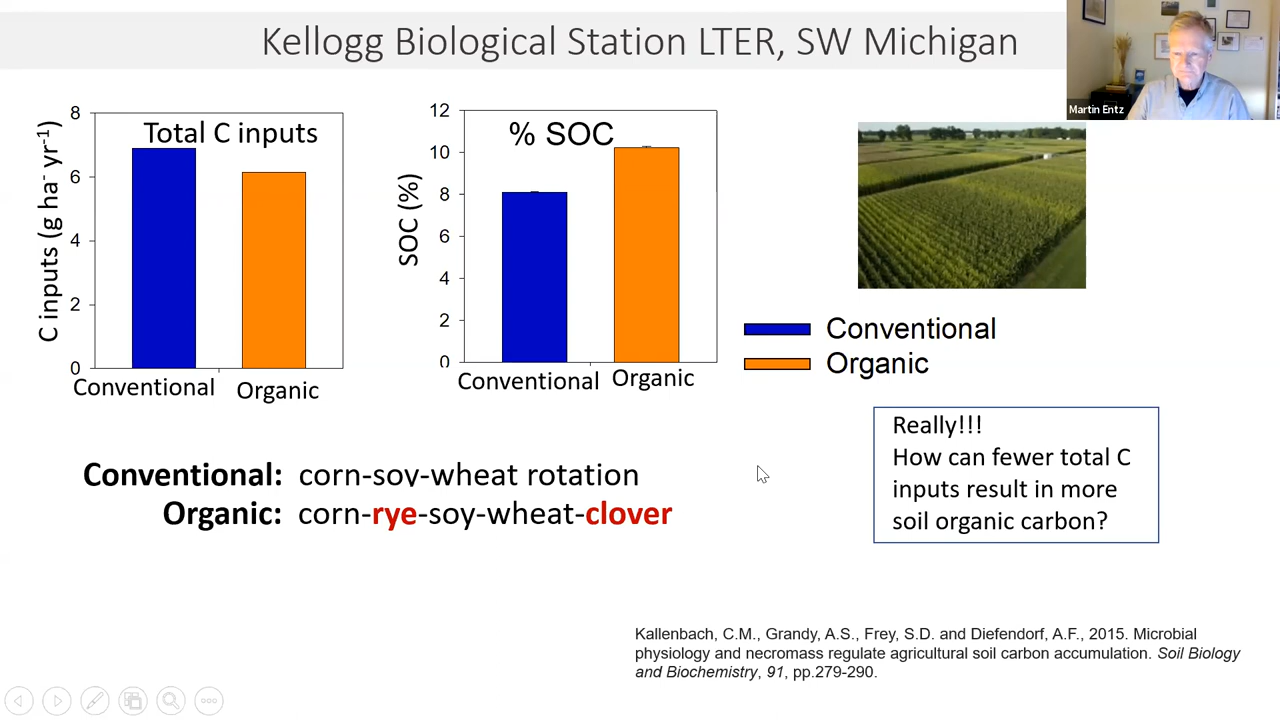 Kellogg Biological Station LTER, SW Michigan
Martin Entz
Total C inputs
C inputs (g ha⁻ yr⁻¹)
8
6
4
2
0
Conventional
Organic
% SOC
SOC (%)
12
10
8
6
4
2
0
Conventional
Organic
Conventional
Organic
Really!!!
How can fewer total C
inputs result in more
soil organic carbon?
Conventional: corn-soy-wheat rotation
Organic: corn-rye-soy-wheat-clover
Kallenbach, C.M., Grandy, A.S., Frey, S.D. and Diefendorf, A.F., 2015. Microbial
physiology and necromass regulate agricultural soil carbon accumulation. Soil Biology
and Biochemistry, 91, pp.279-290.